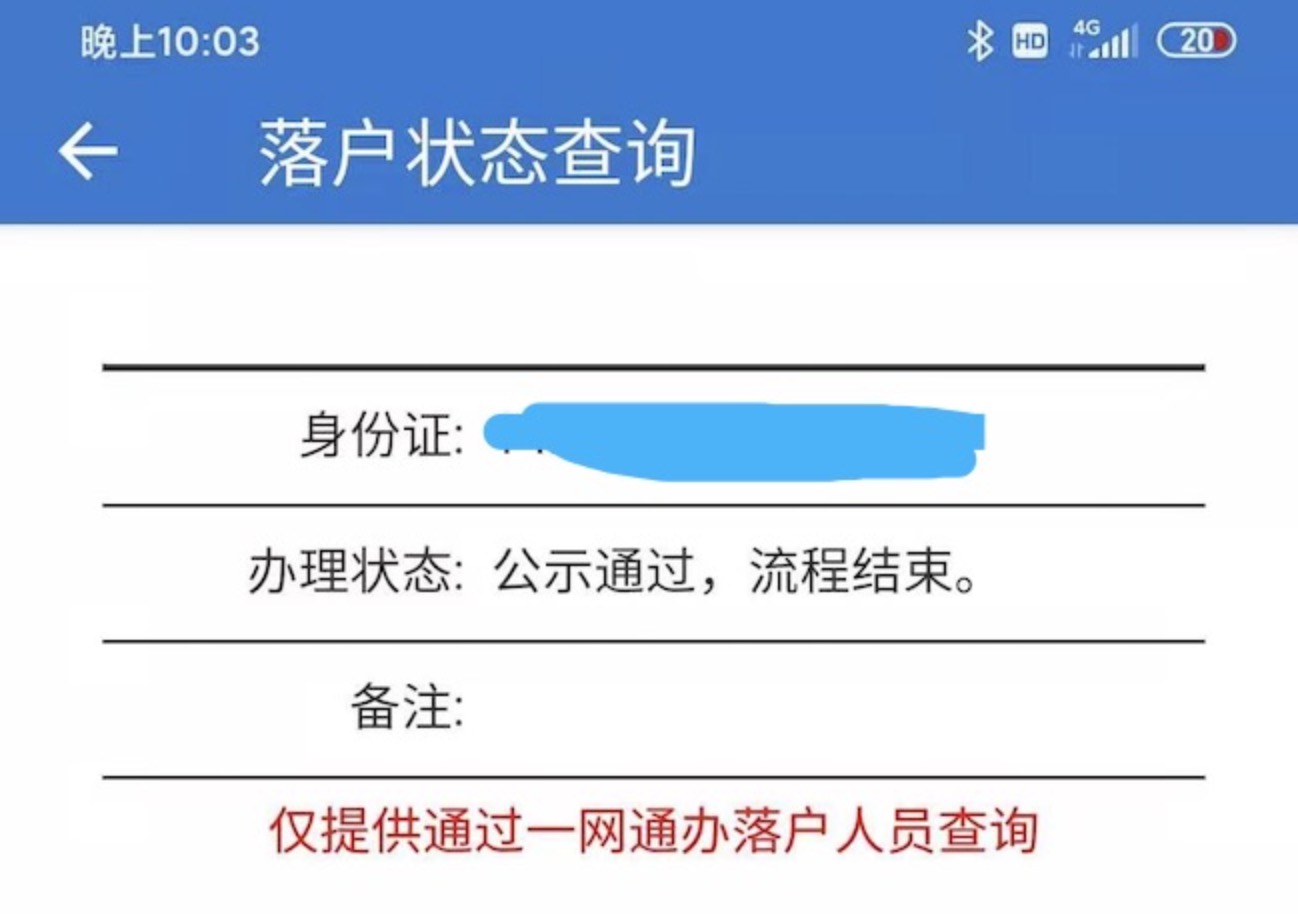 晚上10:03
HD 4G 20
落户状态查询
身份证:
办理状态: 公示通过，流程结束。
备注:
仅提供通过一网通办落户人员查询